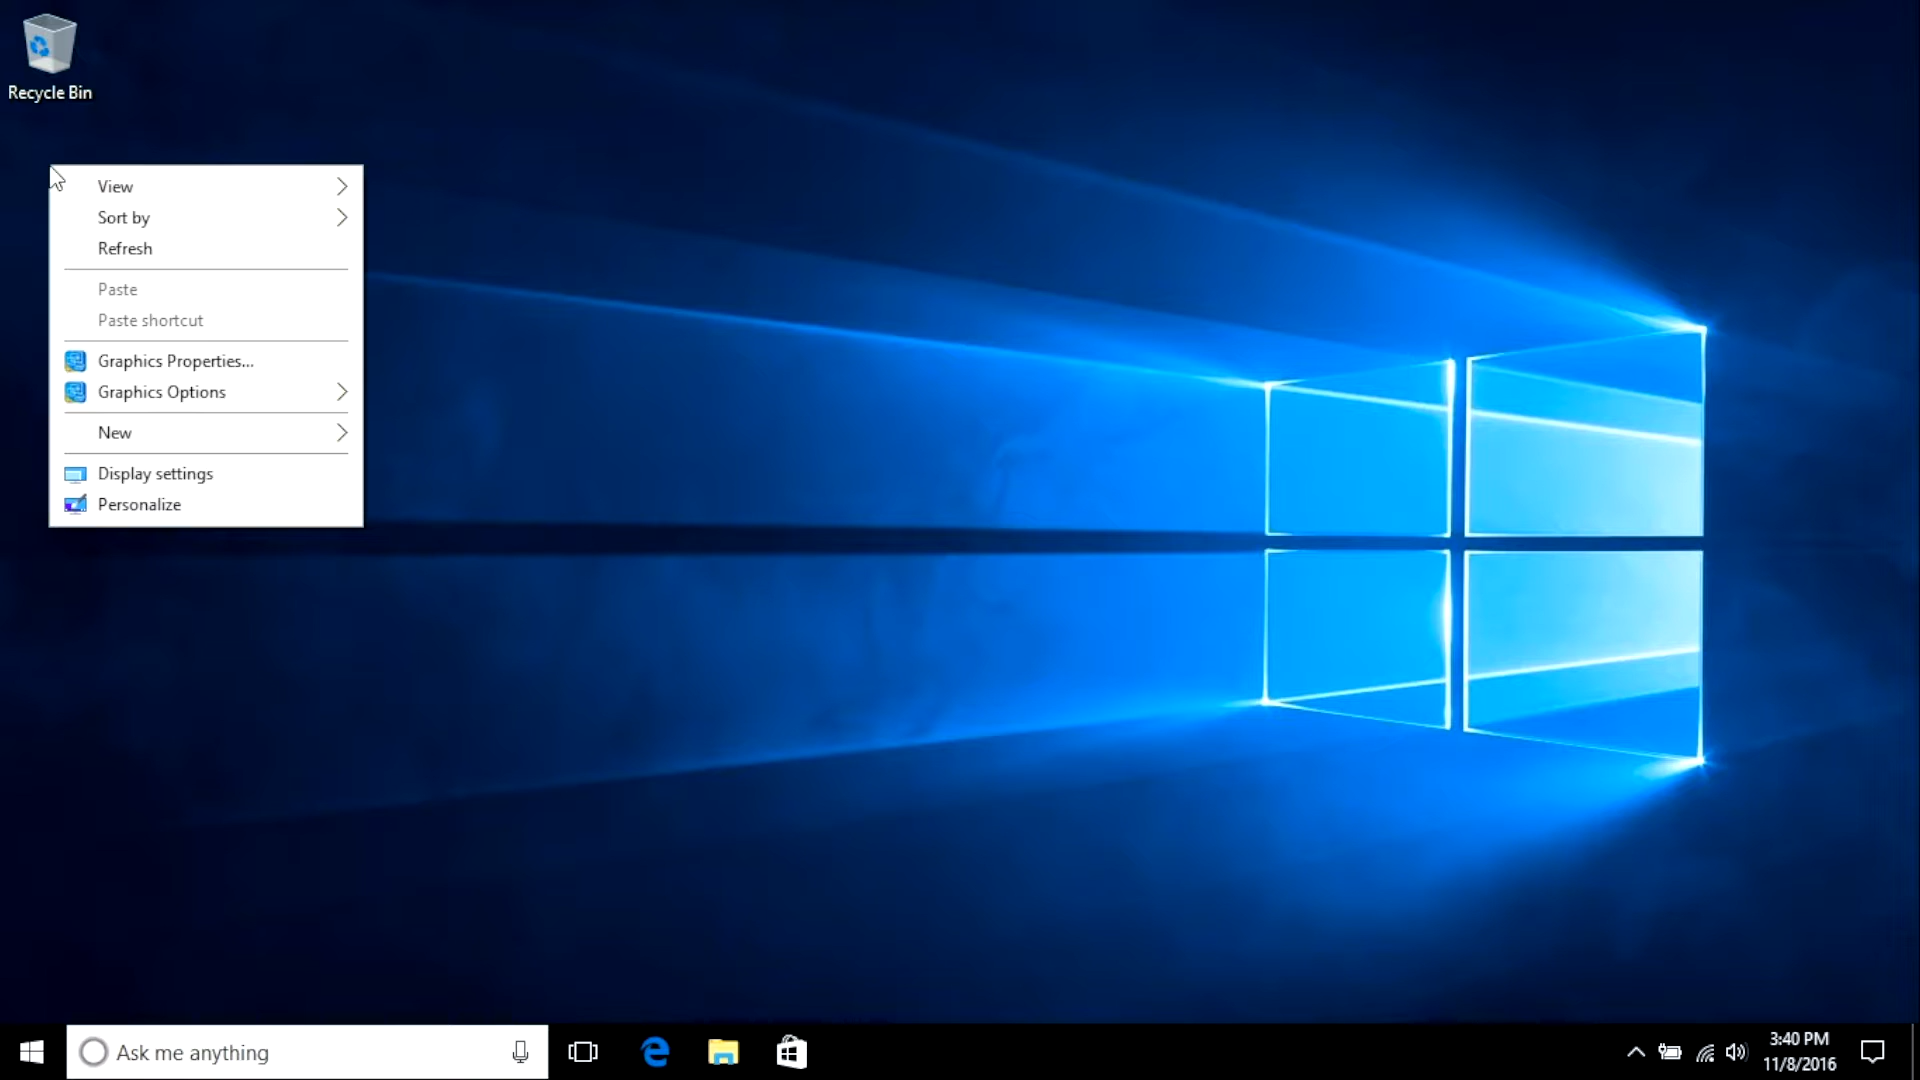 Recycle Bin
View
Sort by
Refresh
Paste
Paste shortcut
Graphics Properties...
Graphics Options
New
Display settings
Personalize
Ask me anything
3:40 PM
11/8/2016